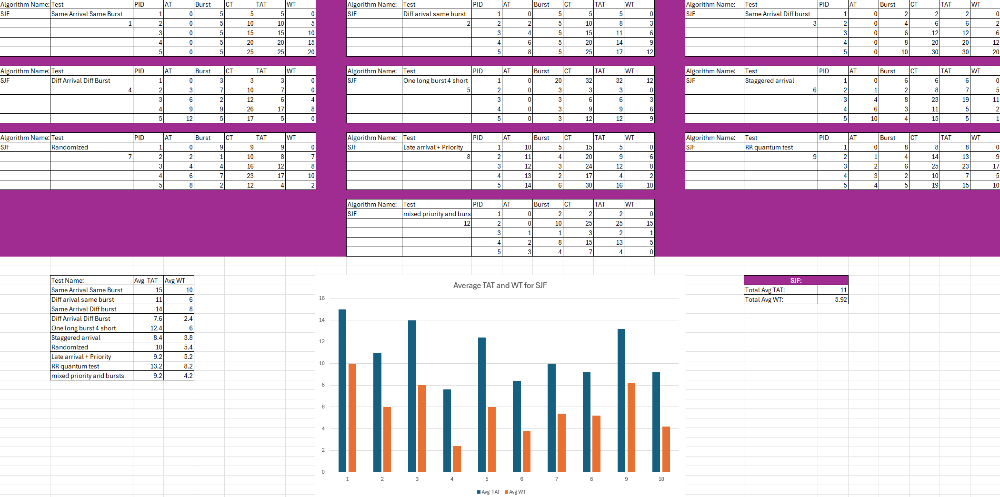 Algorithm Name: Test PID AT Burst CT TAT WT
SJF Same Arrival Same Burst 1 0 5 5 5 0
1 2 0 5 10 10 5
3 0 5 15 15 10
4 0 5 20 20 15
5 0 5 25 25 20
Algorithm Name: Test PID AT Burst CT TAT WT
SJF Diff arival same burst 1 0 5 5 5 0
2 2 2 5 10 8 3
3 4 5 15 11 6
4 6 5 20 14 9
5 8 5 25 17 12
Algorithm Name: Test PID AT Burst CT TAT WT
SJF Same Arrival Diff burst 1 0 2 2 2 0
3 2 0 4 6 6 2
3 0 6 12 12 6
4 0 8 20 20 12
5 0 10 30 30 20
Algorithm Name: Test PID AT Burst CT TAT WT
SJF Diff Arrival Diff Burst 1 0 3 3 3 0
4 2 3 7 10 7 0
3 6 2 12 6 4
4 9 9 26 17 8
5 12 5 17 5 0
Algorithm Name: Test PID AT Burst CT TAT WT
SJF One long burst 4 short 1 0 20 32 32 12
5 2 0 3 3 3 0
3 0 3 6 6 3
4 0 3 9 9 6
5 0 3 12 12 9
Algorithm Name: Test PID AT Burst CT TAT WT
SJF Staggered arrival 1 0 6 6 6 0
6 2 1 2 8 7 5
3 4 8 23 19 11
4 6 3 11 5 2
5 10 4 15 5 1
Algorithm Name: Test PID AT Burst CT TAT WT
SJF Randomized 1 0 9 9 9 0
7 2 2 1 10 8 7
3 4 4 16 12 8
4 6 7 23 17 10
5 8 2 12 4 2
Algorithm Name: Test PID AT Burst CT TAT WT
SJF Late arrival + Priority 1 10 5 15 5 0
8 2 11 4 20 9 6
3 12 3 24 12 8
4 13 2 17 4 2
5 14 6 30 16 10
Algorithm Name: Test PID AT Burst CT TAT WT
SJF RR quantum test 1 0 8 8 8 0
9 2 1 4 14 13 9
3 2 6 25 23 17
4 3 2 10 7 5
5 4 5 19 15 10
Algorithm Name: Test PID AT Burst CT TAT WT
SJF mixed priority and burs 1 0 2 2 2 0
12 2 0 10 25 25 15
3 1 1 3 2 1
4 2 8 15 13 5
5 3 4 7 4 0
Test Name: Avg TAT Avg WT
Same Arrival Same Burst 15 10
Diff arival same burst 11 6
Same Arrival Diff burst 14 8
Diff Arrival Diff Burst 7.6 2.4
One long burst 4 short 12.4 6
Staggered arrival 8.4 3.8
Randomized 10 5.4
Late arrival + Priority 9.2 5.2
RR quantum test 13.2 8.2
mixed priority and bursts 9.2 4.2
Average TAT and WT for SJF
16
14
12
10
8
6
4
2
0
1 2 3 4 5 6 7 8 9 10
Avg TAT Avg WT
SJF:
Total Avg TAT: 11
Total Avg WT: 5.92